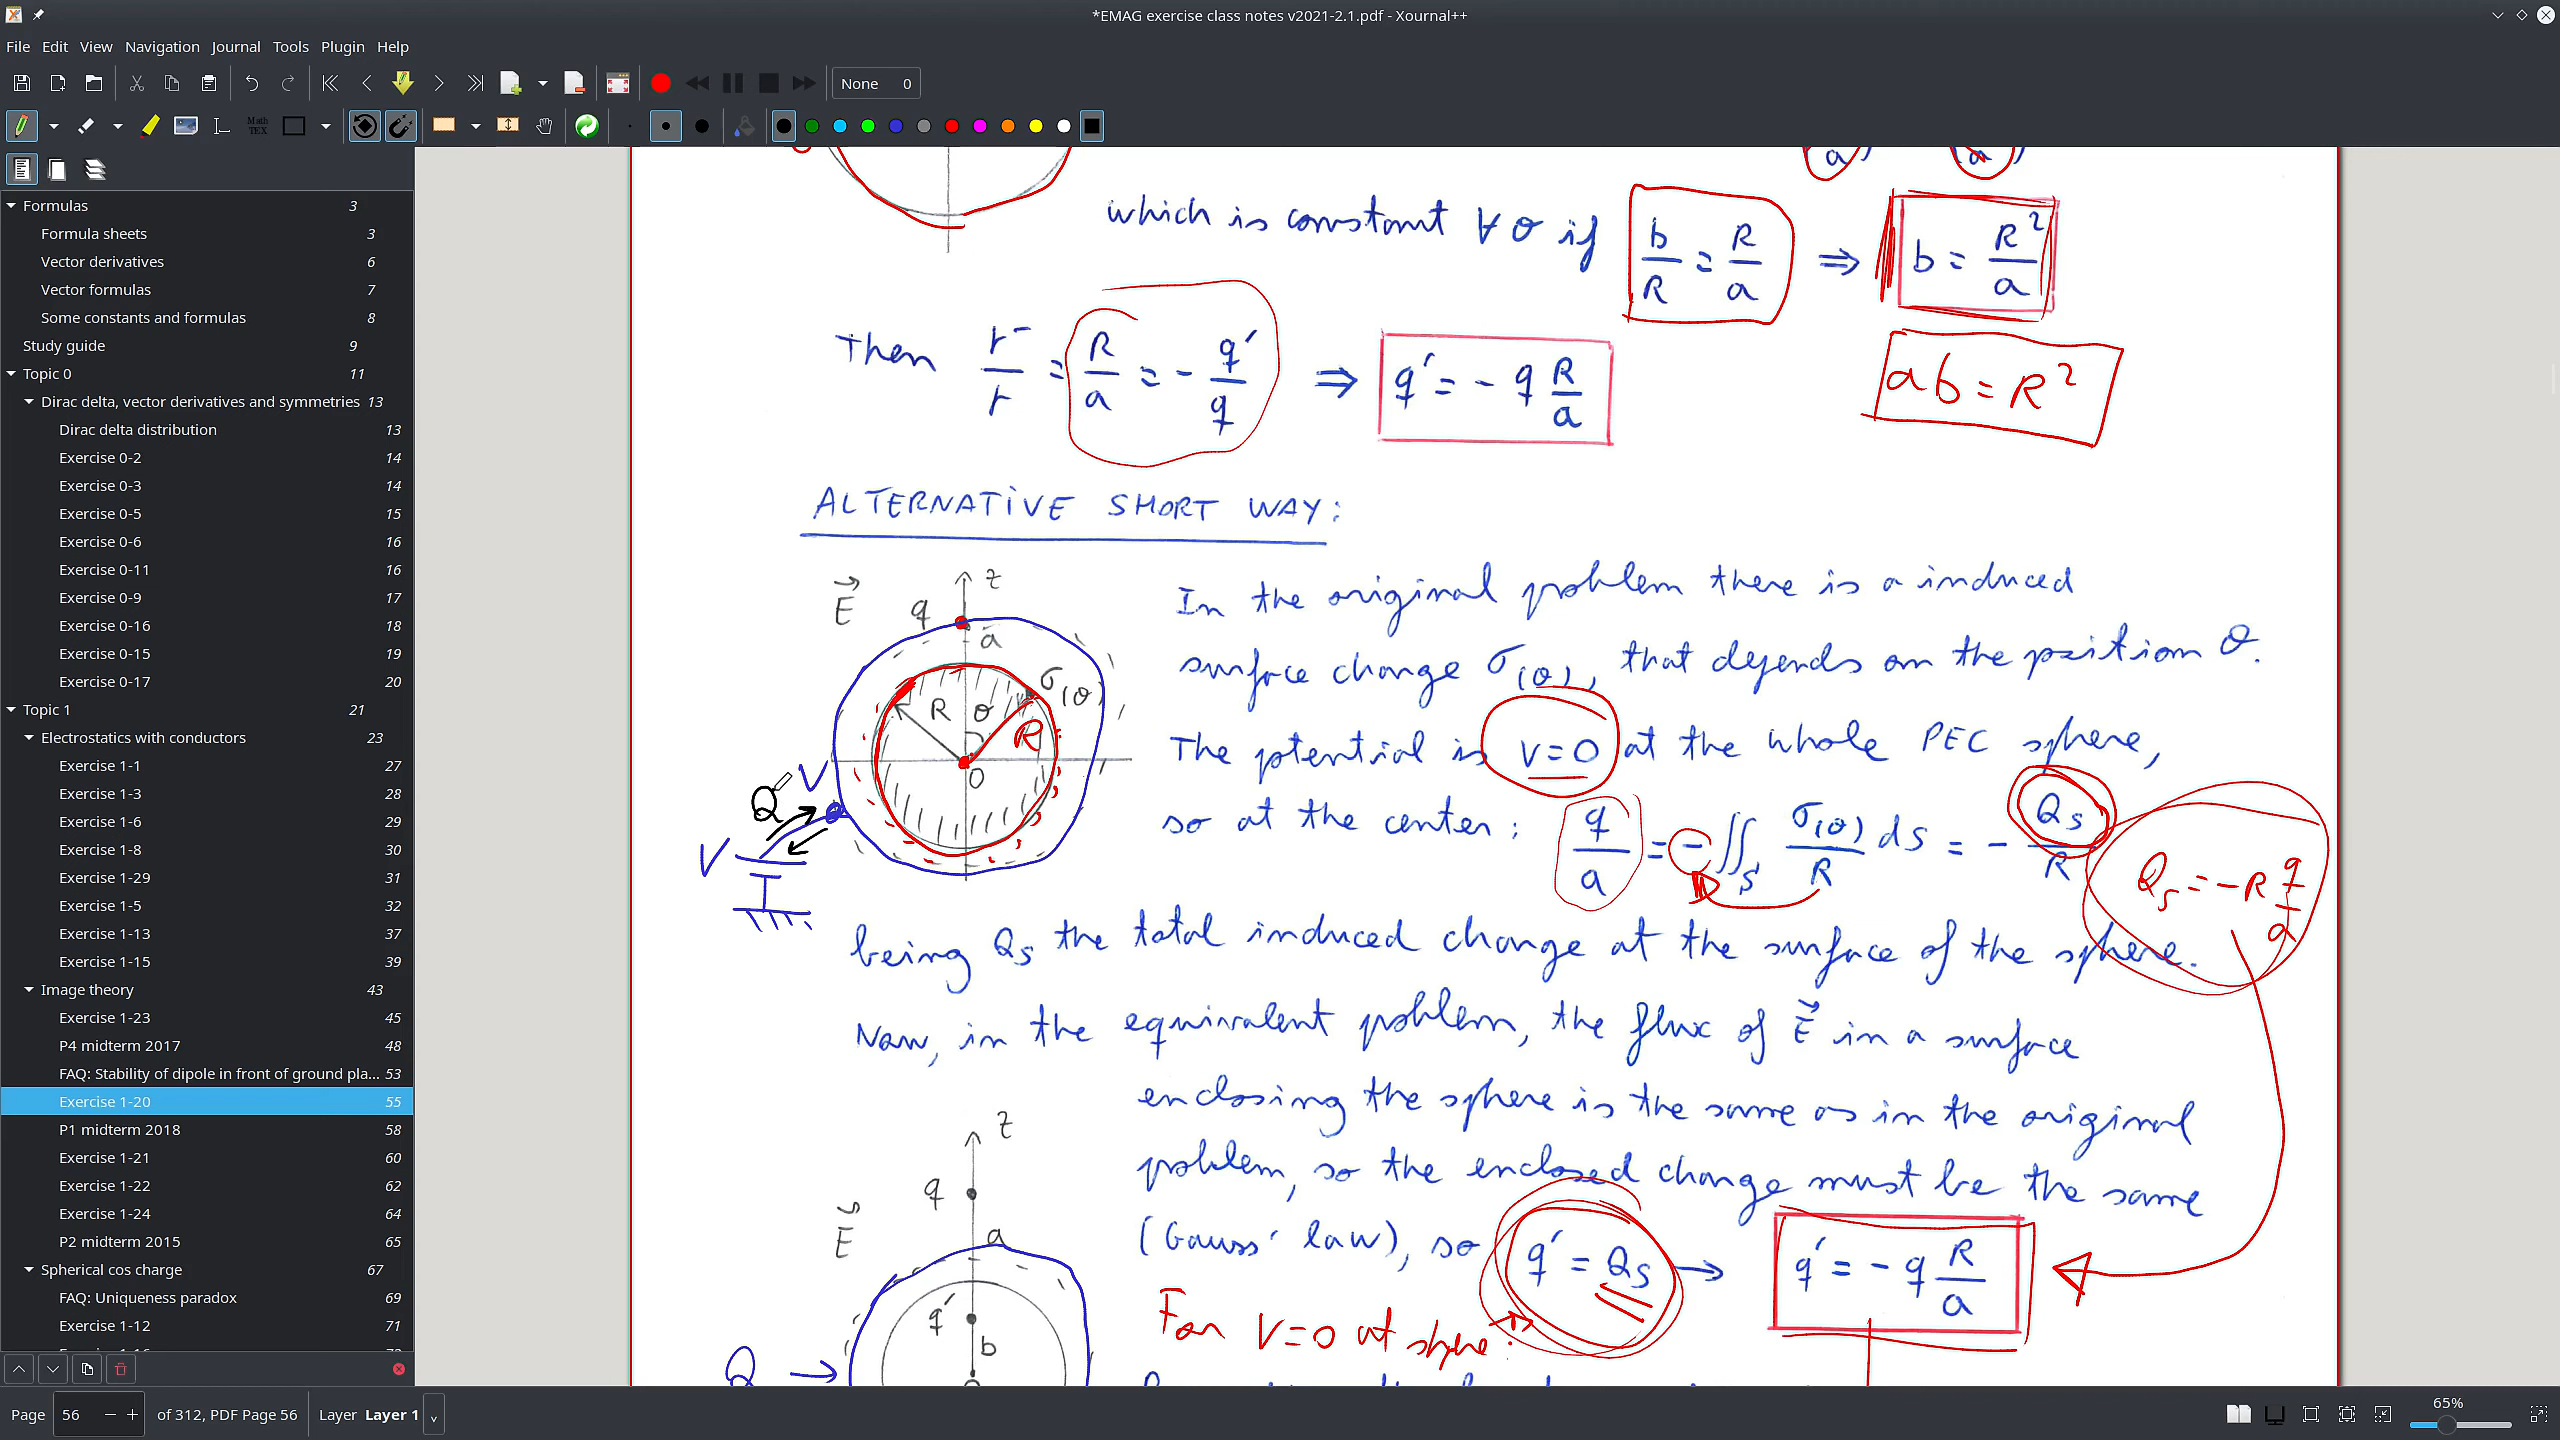 *EMAG exercise class notes v2021-2.1.pdf - Xournal++
File Edit View Navigation Journal Tools Plugin Help
None 0
Math TEX
Formulas 3
Formula sheets 3
Vector derivatives 6
Vector formulas 7
Some constants and formulas 8
Study guide 9
Topic 0 11
Dirac delta, vector derivatives and symmetries 13
Dirac delta distribution 13
Exercise 0-2 14
Exercise 0-3 14
Exercise 0-5 15
Exercise 0-6 16
Exercise 0-11 16
Exercise 0-9 17
Exercise 0-16 18
Exercise 0-15 19
Exercise 0-17 20
Topic 1 21
Electrostatics with conductors 23
Exercise 1-1 27
Exercise 1-3 28
Exercise 1-6 29
Exercise 1-8 30
Exercise 1-29 31
Exercise 1-5 32
Exercise 1-13 37
Exercise 1-15 39
Image theory 43
Exercise 1-23 45
P4 midterm 2017 48
FAQ: Stability of dipole in front of ground pla... 53
Exercise 1-20 55
P1 midterm 2018 58
Exercise 1-21 60
Exercise 1-22 62
Exercise 1-24 64
P2 midterm 2015 65
Spherical cos charge 67
FAQ: Uniqueness paradox 69
Exercise 1-12 71
which is constant ∀ θ if b/R = R/a ⇒ b = R²/a
Then r⁻/r = R/a = - q'/q ⇒ q' = - q R/a
ab = R²
ALTERNATIVE SHORT WAY:
E z q a σ(θ) R θ R O
V Q V
In the original problem there is a induced
surface charge σ(θ), that depends on the position θ.
The potential is V=0 at the whole PEC sphere,
so at the center: q/a = - ∬S σ(θ)/R dS = - QS/R
QS = -R q/a
being QS the total induced charge at the surface of the sphere.
Now, in the equivalent problem, the flux of E in a surface
enclosing the sphere is the same as in the original
problem, so the enclosed charge must be the same
(Gauss' law), so q' = QS → q' = - q R/a
For V=0 at sphere
z q E a q' b Q
Page 56 of 312, PDF Page 56 Layer Layer 1 65%